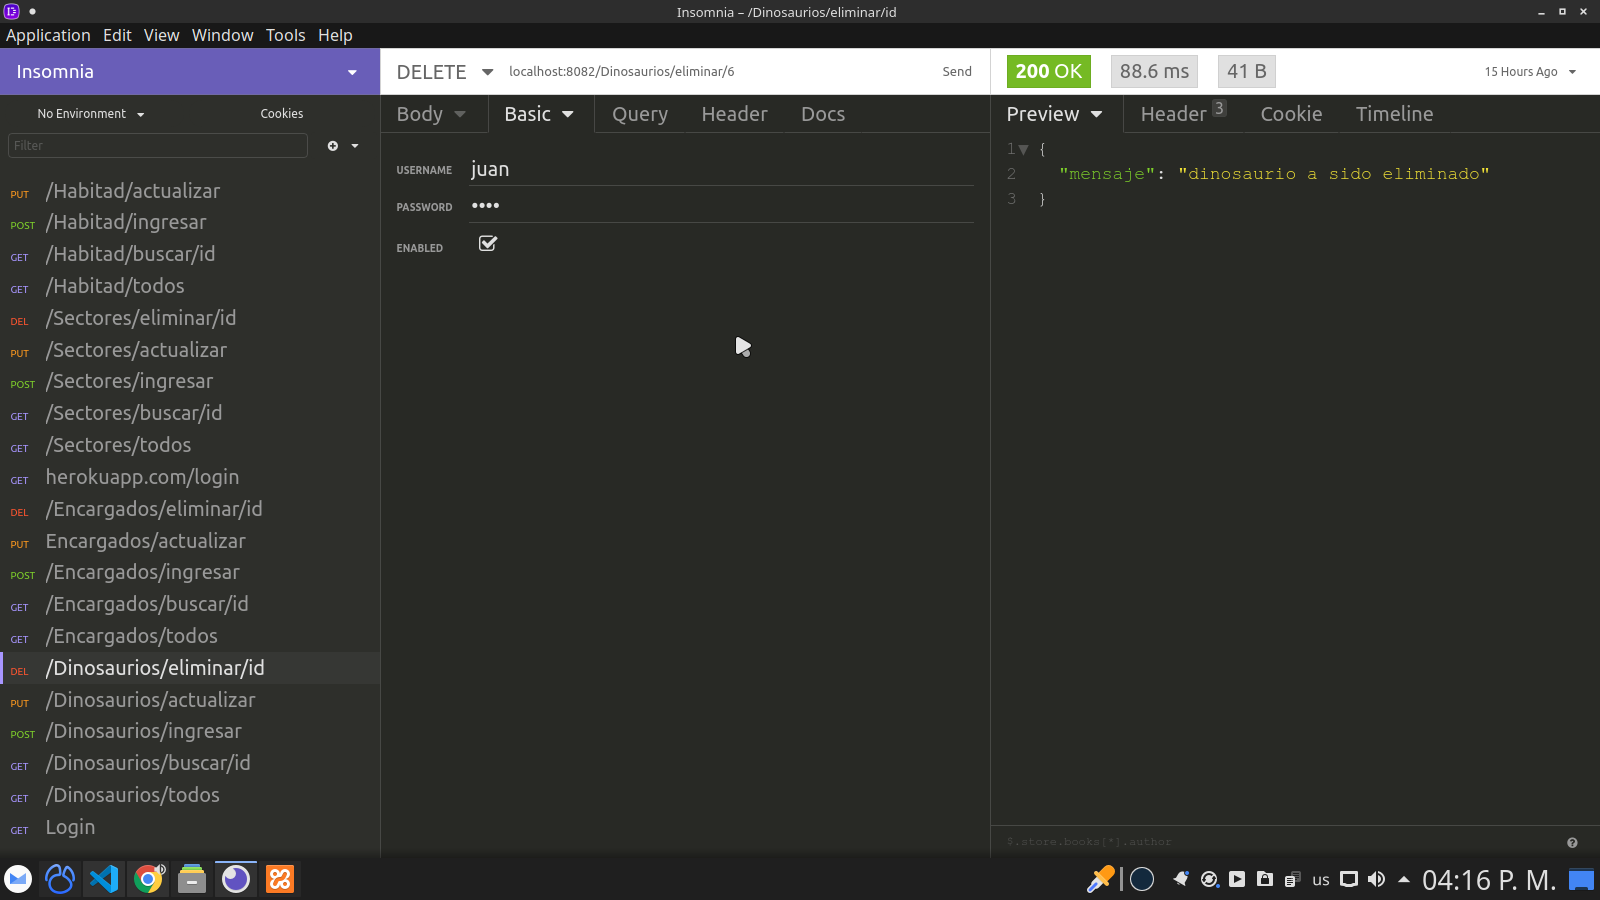 Insomnia – /Dinosaurios/eliminar/id
Application Edit View Window Tools Help
Insomnia
DELETE localhost:8082/Dinosaurios/eliminar/6 Send
200 OK 88.6 ms 41 B 15 Hours Ago
No Environment Cookies
Body Basic Query Header Docs
Preview Header 3 Cookie Timeline
Filter
USERNAME juan
PASSWORD ••••
ENABLED
1 {
2 "mensaje": "dinosaurio a sido eliminado"
3 }
PUT /Habitad/actualizar
POST /Habitad/ingresar
GET /Habitad/buscar/id
GET /Habitad/todos
DEL /Sectores/eliminar/id
PUT /Sectores/actualizar
POST /Sectores/ingresar
GET /Sectores/buscar/id
GET /Sectores/todos
GET herokuapp.com/login
DEL /Encargados/eliminar/id
PUT Encargados/actualizar
POST /Encargados/ingresar
GET /Encargados/buscar/id
GET /Encargados/todos
DEL /Dinosaurios/eliminar/id
PUT /Dinosaurios/actualizar
POST /Dinosaurios/ingresar
GET /Dinosaurios/buscar/id
GET /Dinosaurios/todos
GET Login
$.store.books[*].author
us 04:16 P. M.